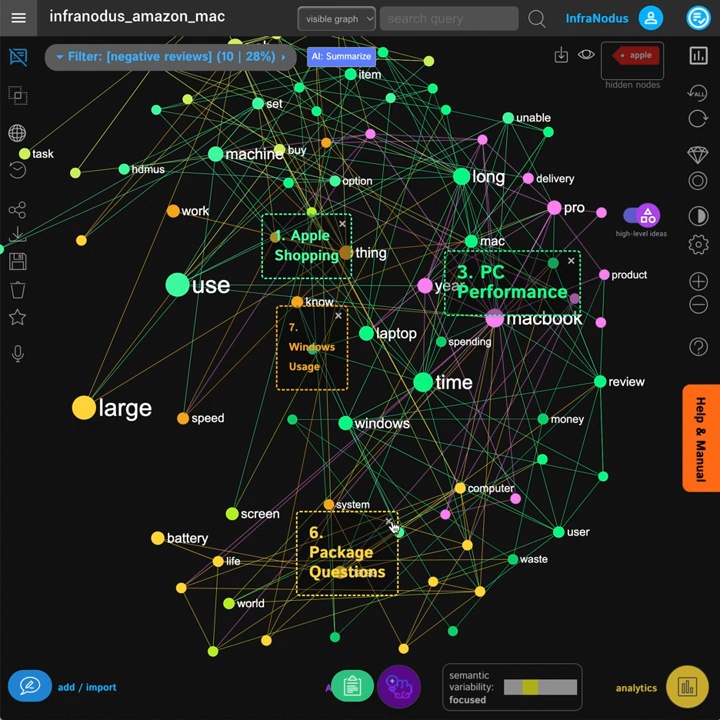 infranodus_amazon_mac
visible graph
search query
InfraNodus
Filter: [negative reviews] (10 | 28%)
AI: Summarize
apple
hidden nodes
item
set
unable
task
machine
buy
hdmus
option
long
delivery
work
pro
high-level ideas
1. Apple
Shopping
thing
mac
3. PC
Performance
product
use
year
know
macbook
7.
Windows
Usage
laptop
spending
time
review
large
speed
windows
money
Help & Manual
computer
system
screen
6.
Package
Questions
battery
user
life
waste
world
add / import
A
semantic
variability:
focused
analytics
ALL